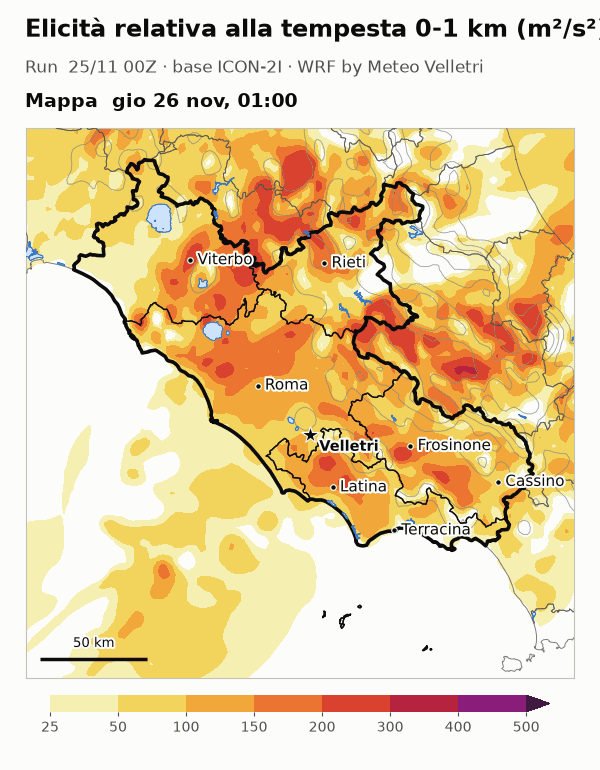 Elicità relativa alla tempesta 0-1 km (m²/s²)
Run  25/11 00Z · base ICON-2I · WRF by Meteo Velletri
Mappa  gio 26 nov, 01:00
Viterbo
Rieti
Roma
Velletri
Frosinone
Cassino
Latina
Terracina
50 km
25 50 100 150 200 300 400 500